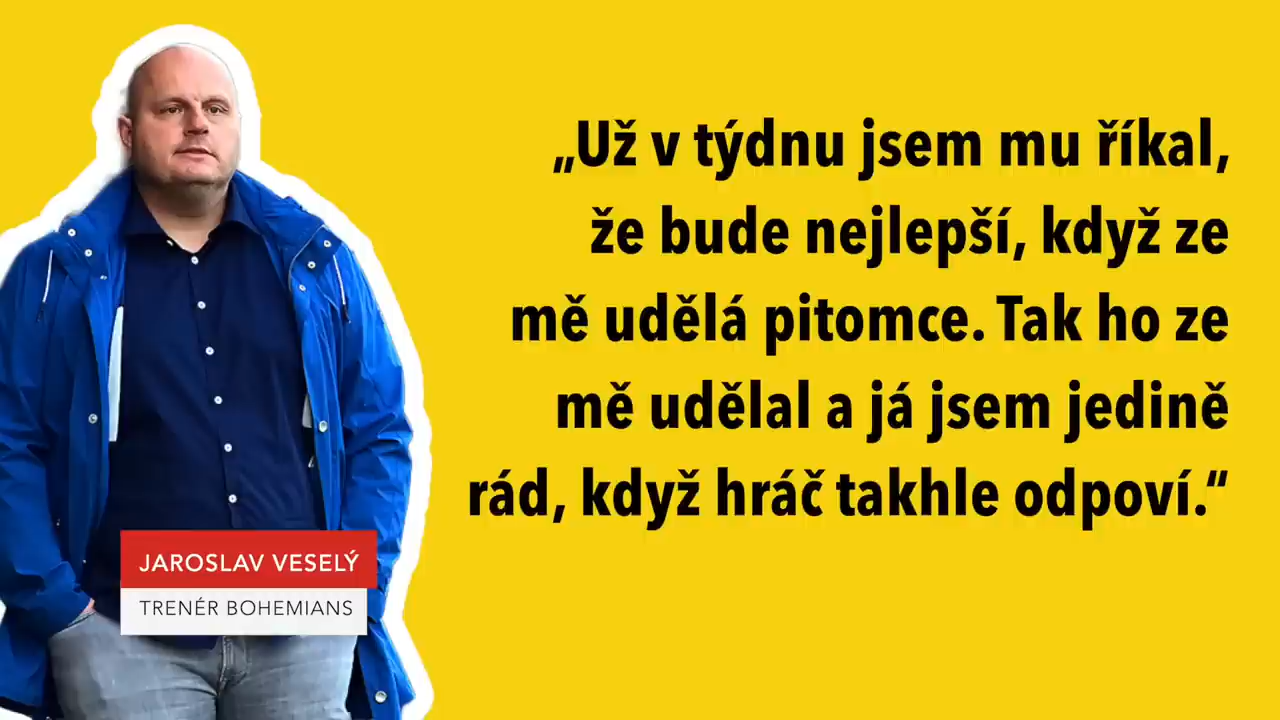 „Už v týdnu jsem mu říkal,
že bude nejlepší, když ze
mě udělá pitomce. Tak ho ze
mě udělal a já jsem jedině
rád, když hráč takhle odpoví.“
JAROSLAV VESELÝ
TRENÉR BOHEMIANS